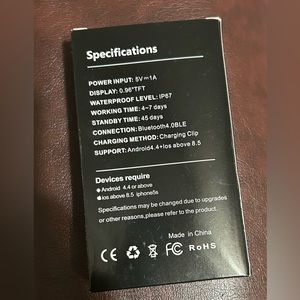 Specifications
POWER INPUT: 5V⎓1A
DISPLAY: 0.96"TFT
WATERPROOF LEVEL: IP67
WORKING TIME: 4~7 days
STANDBY TIME: 45 days
CONNECTION: Bluetooth4.0BLE
CHARGING METHOD: Charging Clip
SUPPORT: Android4.4+Ios above 8.5
Devices require
Android 4.4 or above
Ios above 8.5 iphone5s
Specifications may be changed due to upgrades
or other reasons,please refer to the product.
Made in China
CE FC RoHS